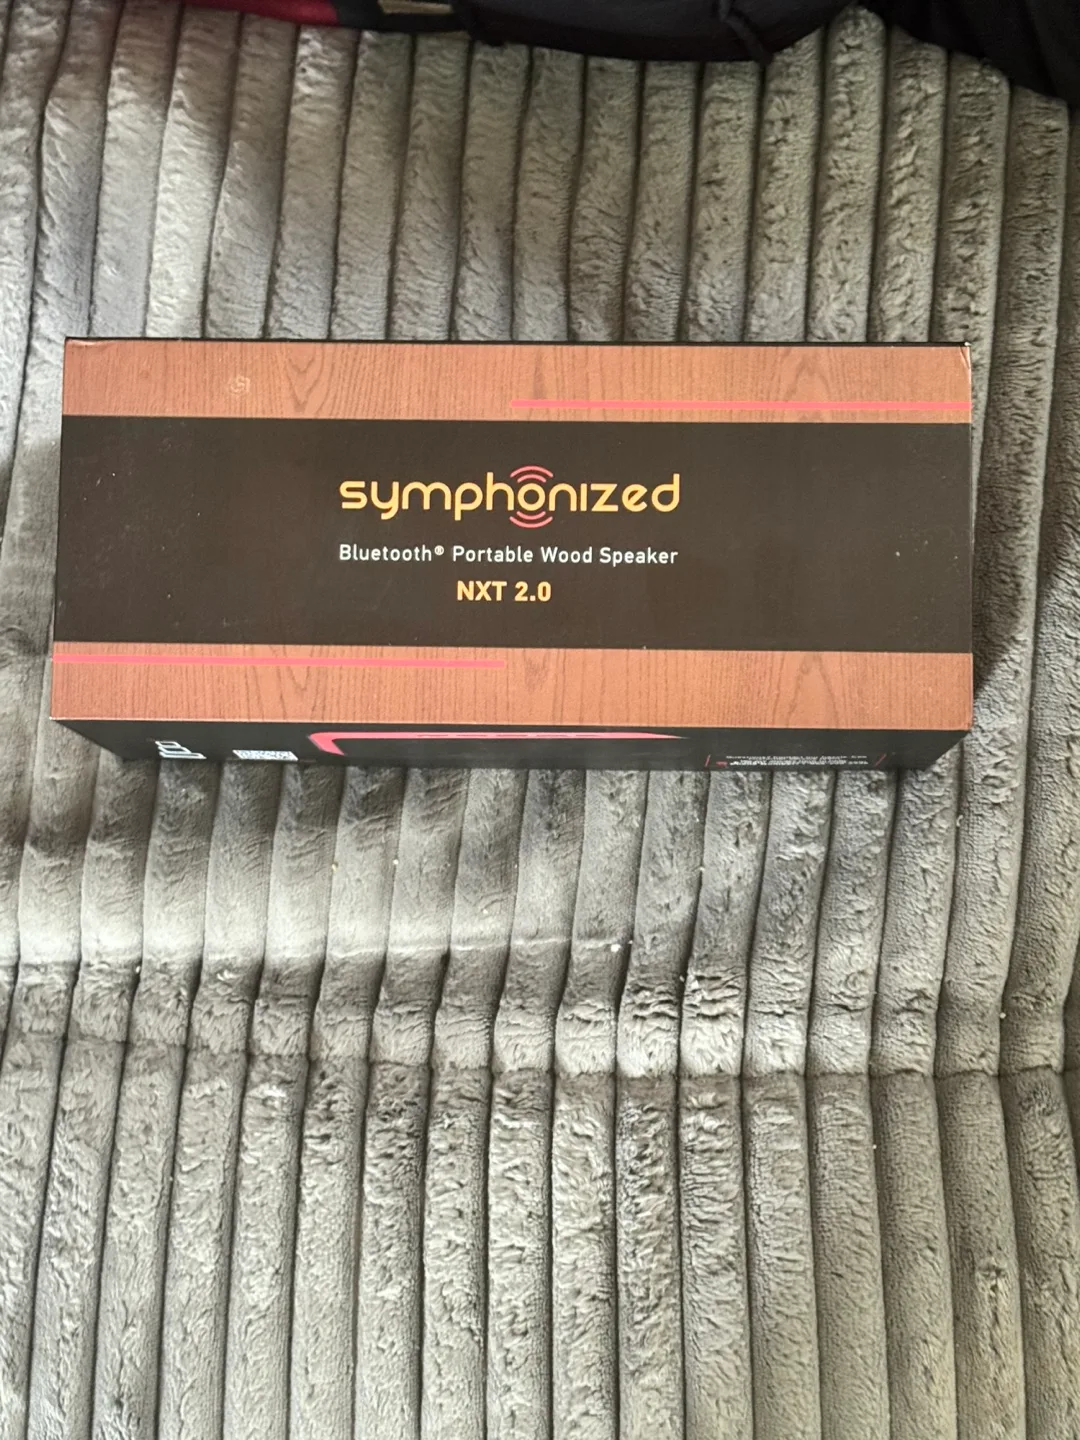 symphonized
Bluetooth® Portable Wood Speaker
NXT 2.0